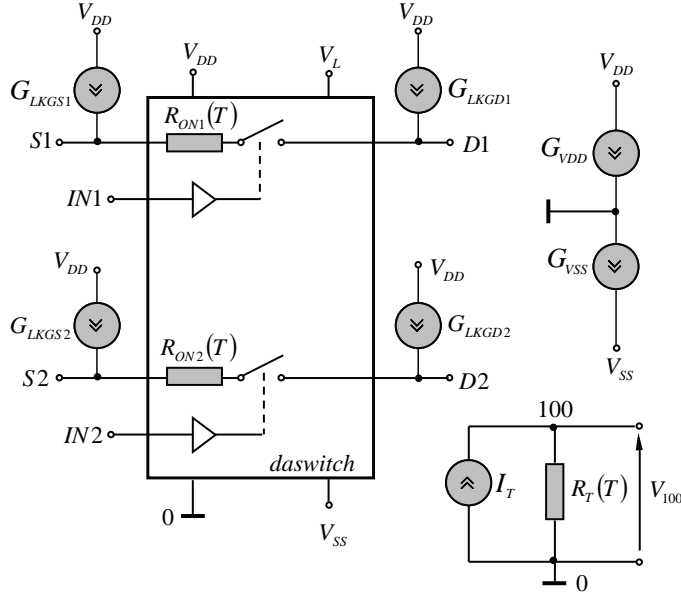 V_DD
V_DD
V_DD
V_L
G_LKGS1
R_ON1(T)
G_LKGD1
V_DD
S1
D1
G_VDD
IN1
V_DD
V_DD
G_VSS
G_LKGS2
R_ON2(T)
G_LKGD2
V_SS
S2
D2
100
IN2
daswitch
I_T
R_T(T)
V_100
0
V_SS
0